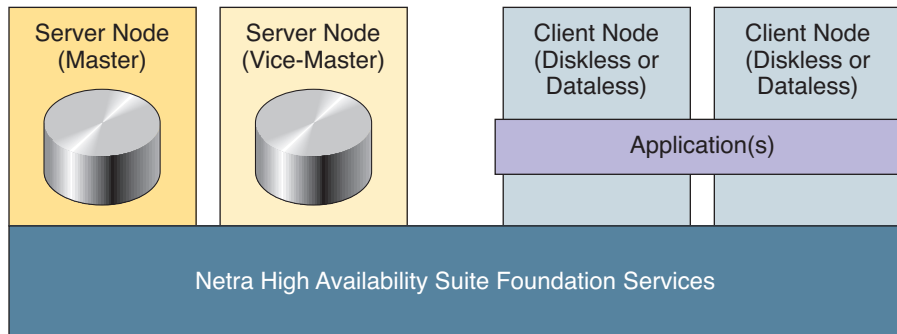 Server Node
(Master)
Server Node
(Vice-Master)
Client Node
(Diskless or
Dataless)
Client Node
(Diskless or
Dataless)
Application(s)
Netra High Availability Suite Foundation Services